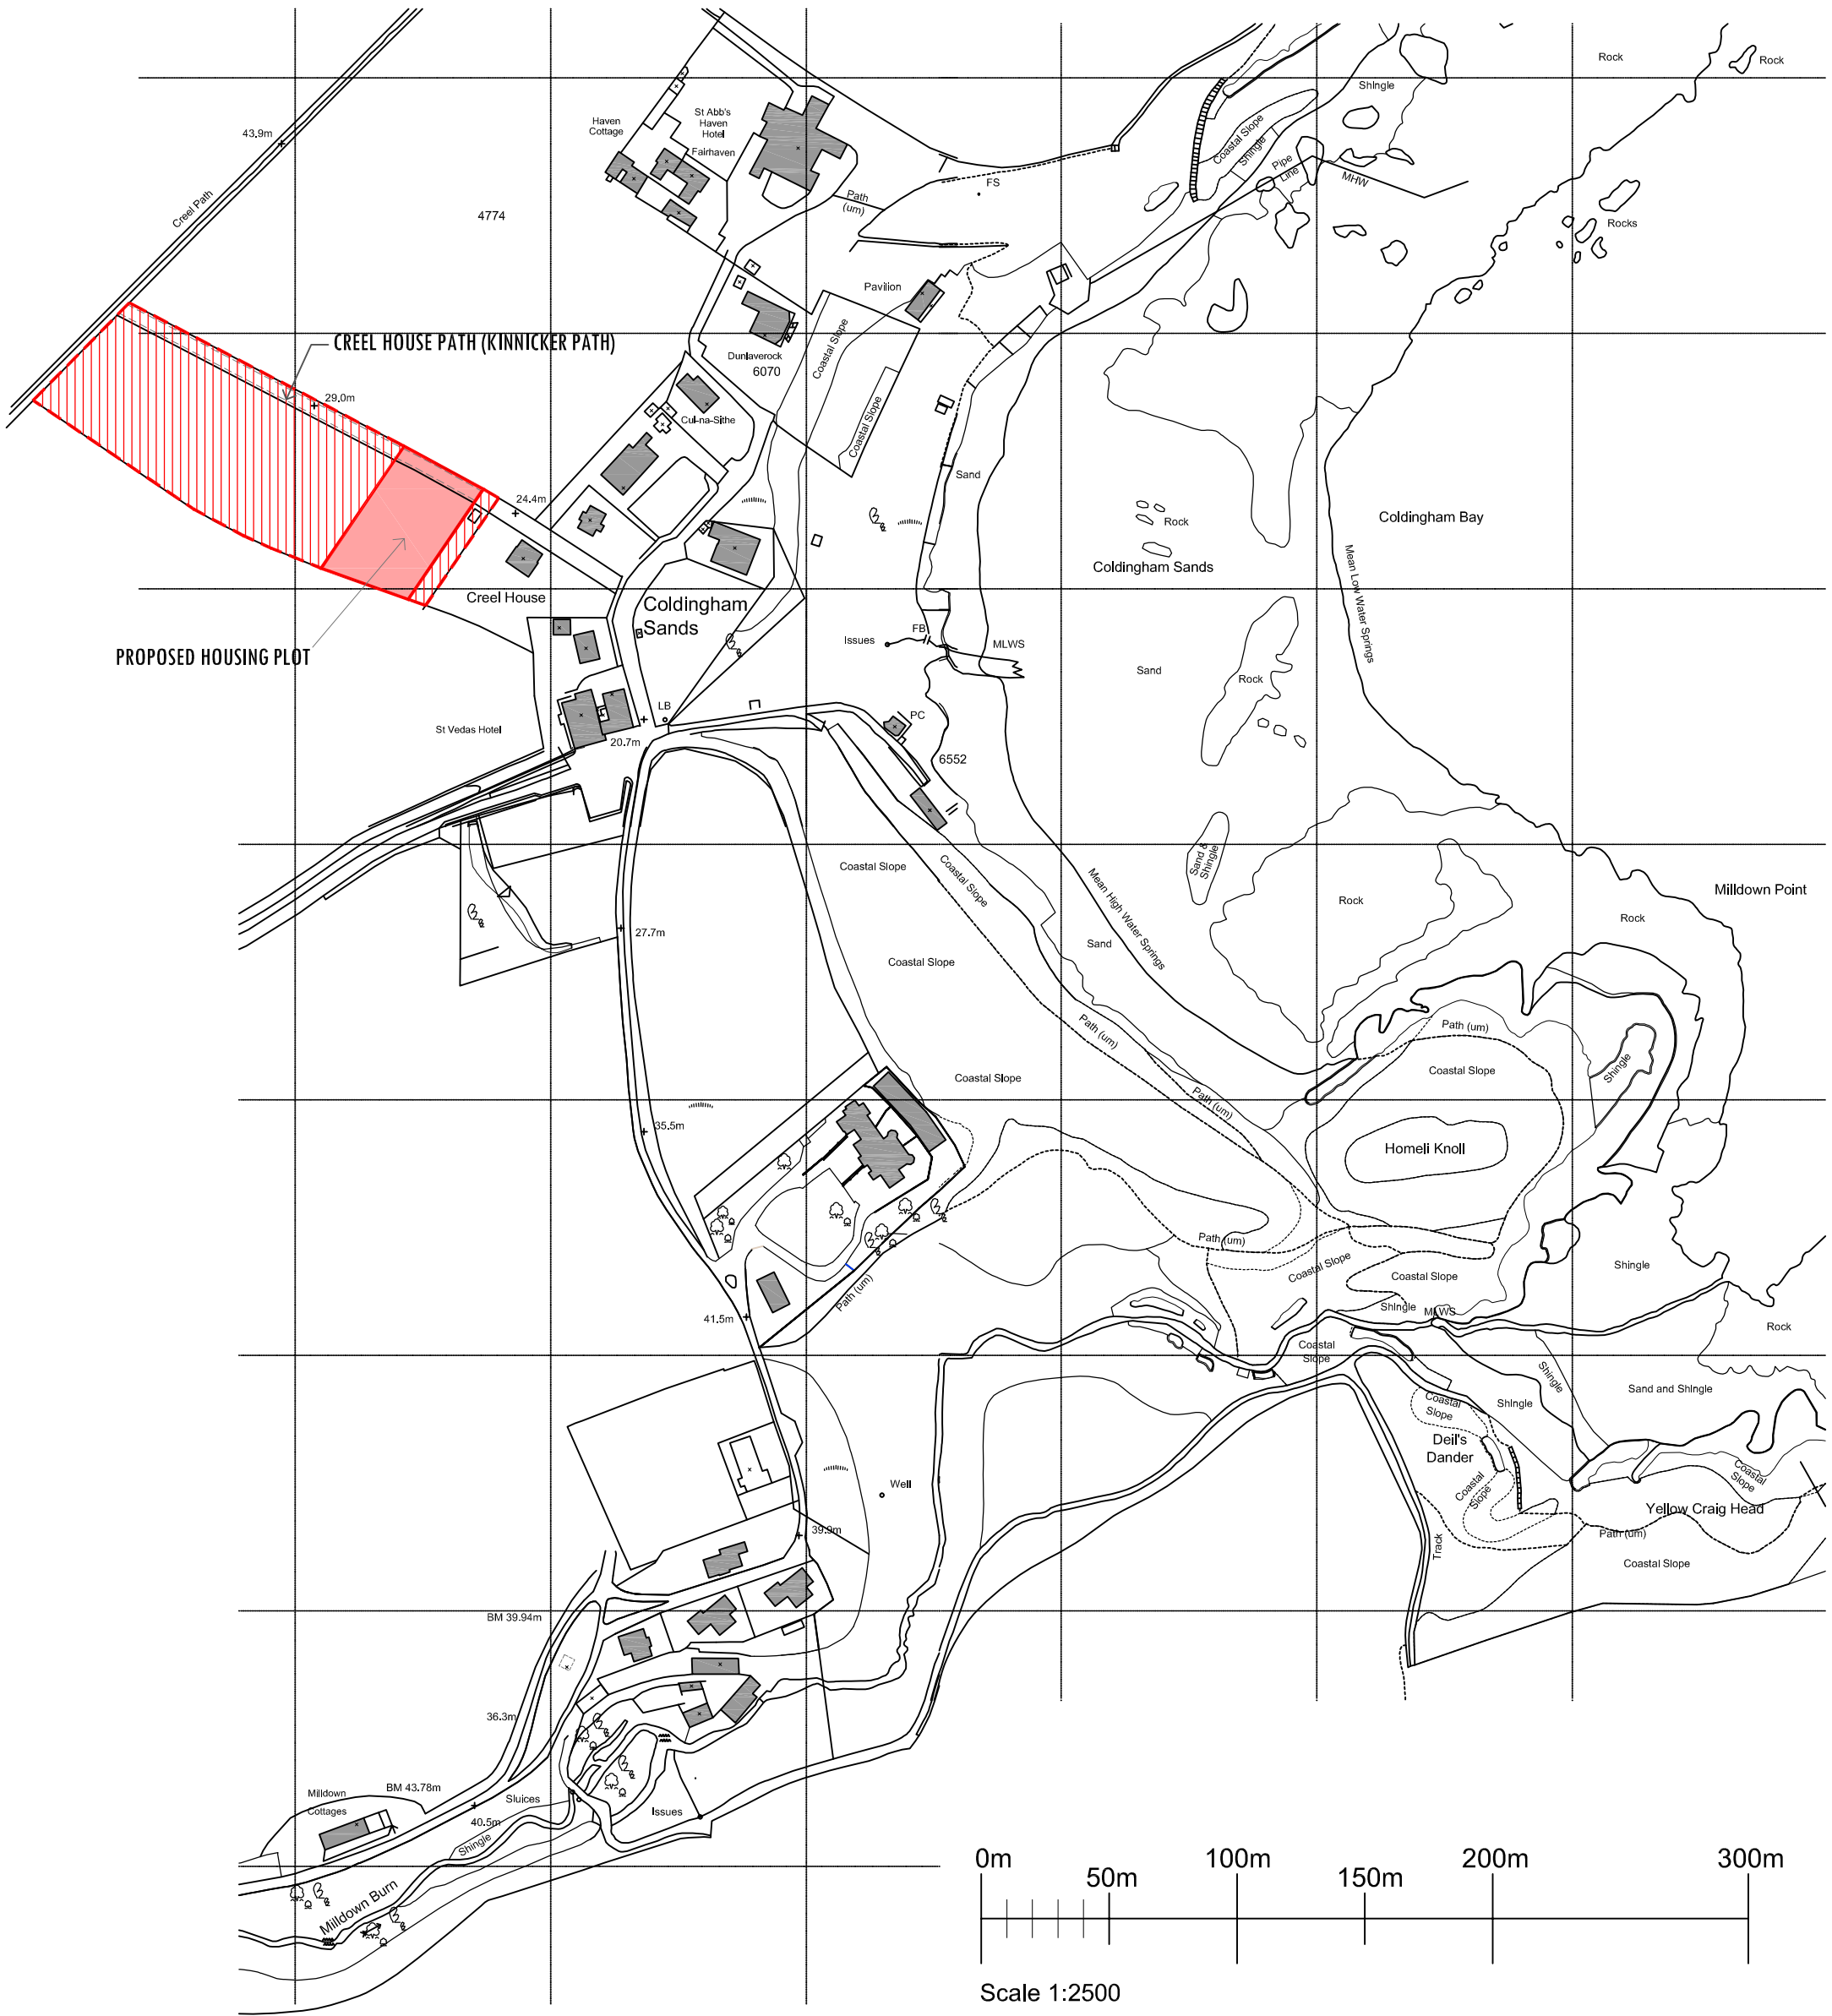 Rock
Rock
Shingle
43.9m
Haven
Cottage
St Abb's
Haven
Hotel
Fairhaven
Coastal Slope
Shingle
Pipe
Line
MHW
FS
Creel Path
4774
Path
(um)
Rocks
Pavilion
CREEL HOUSE PATH (KINNICKER PATH)
Dunlaverock
6070
Coastal Slope
29.0m
Cul-na-Sithe
Coastal Slope
Sand
24.4m
Rock
Coldingham Bay
Coldingham Sands
Mean Low Water Springs
Creel House
Coldingham
Sands
PROPOSED HOUSING PLOT
Issues
FB
MLWS
Sand
Rock
LB
PC
St Vedas Hotel
20.7m
6552
Coastal Slope
Coastal Slope
Sand &
Shingle
Milldown Point
Rock
Rock
27.7m
Mean High Water Springs
Sand
Coastal Slope
Path (um)
Path (um)
Coastal Slope
Coastal Slope
Shingle
Path (um)
35.5m
Homeli Knoll
Path (um)
Coastal Slope
Coastal Slope
Shingle
Path (um)
41.5m
Shingle
MLWS
Rock
Coastal
Slope
Shingle
Sand and Shingle
Coastal
Slope
Shingle
Deil's
Dander
Coastal
Slope
Coastal
Slope
Well
Yellow Craig Head
39.9m
Path (um)
Track
Coastal Slope
BM 39.94m
36.3m
BM 43.78m
Milldown
Cottages
Sluices
40.5m
Issues
Shingle
Milldown Burn
0m
50m
100m
150m
200m
300m
Scale 1:2500